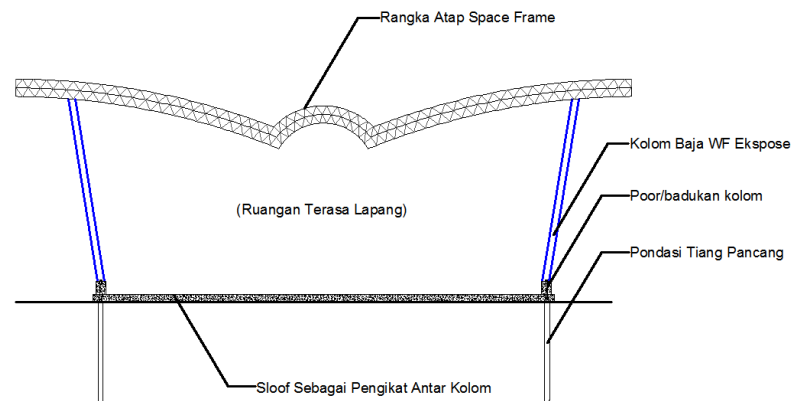 Rangka Atap Space Frame
Kolom Baja WF Ekspose
Poor/badukan kolom
(Ruangan Terasa Lapang)
Pondasi Tiang Pancang
Sloof Sebagai Pengikat Antar Kolom